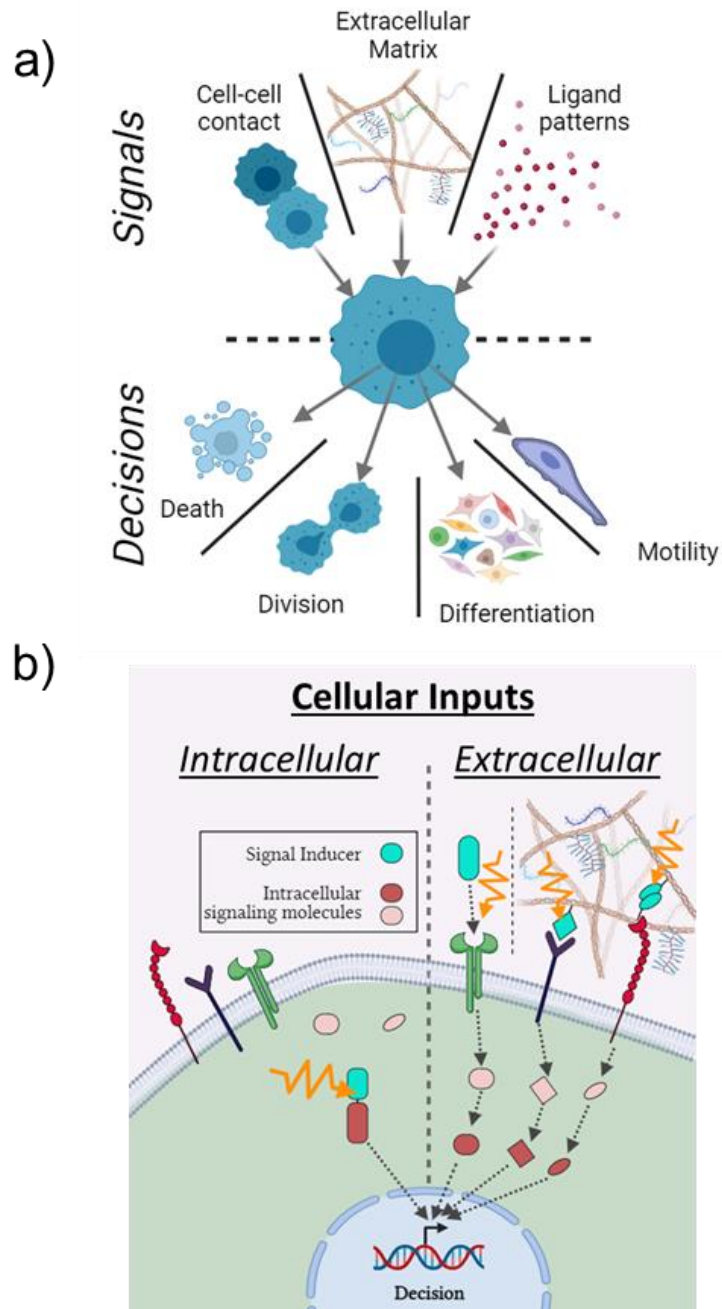 a)
Signals
Cell-cell
contact
Extracellular
Matrix
Ligand
patterns
Decisions
Death
Division
Differentiation
Motility
b)
Cellular Inputs
Intracellular
Extracellular
Signal Inducer
Intracellular
signaling molecules
Decision